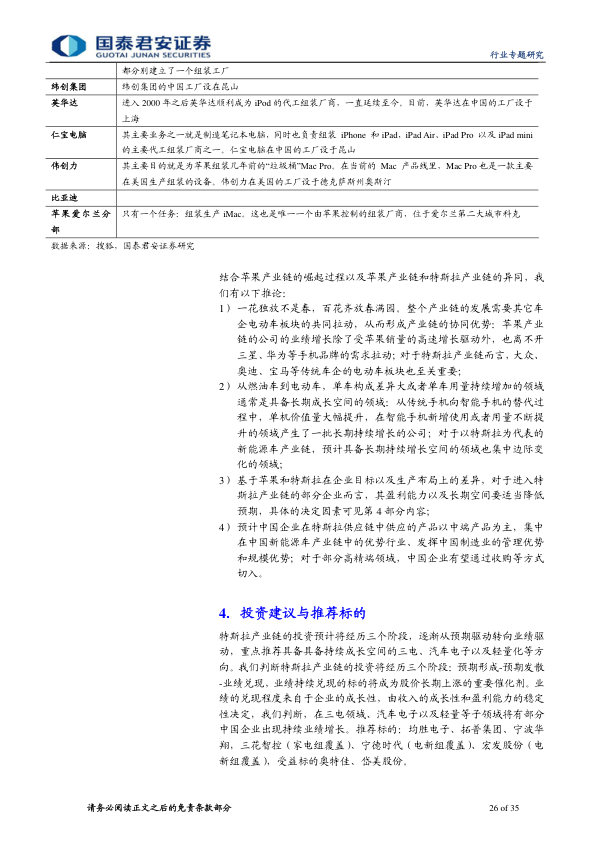 国泰君安证券
GUOTAI JUNAN SECURITIES
行业专题研究
都分别建立了一个组装工厂
纬创集团 纬创集团的中国工厂设在昆山
英华达 进入 2000 年之后英华达顺利成为 iPod 的代工组装厂商，一直延续至今。目前，英华达在中国的工厂设于
上海
仁宝电脑 其主要业务之一就是制造笔记本电脑，同时也负责组装 iPhone 和 iPad，iPad Air、iPad Pro 以及 iPad mini
的主要代工组装厂商之一。仁宝电脑在中国的工厂设于昆山
伟创力 其主要目的就是为苹果组装几年前的“垃圾桶”Mac Pro。在当前的 Mac 产品线里，Mac Pro 也是一款主要
在美国生产组装的设备。伟创力在美国的工厂设于德克萨斯州奥斯汀
比亚迪
苹果爱尔兰分 只有一个任务：组装生产 iMac。这也是唯一一个由苹果控制的组装厂商，位于爱尔兰第二大城市科克
部
数据来源：搜狐，国泰君安证券研究
结合苹果产业链的崛起过程以及苹果产业链和特斯拉产业链的异同，我
们有以下推论：
1） 一花独放不是春，百花齐放春满园。整个产业链的发展需要其它车
企电动车板块的共同拉动，从而形成产业链的协同优势：苹果产业
链的公司的业绩增长除了受苹果销量的高速增长驱动外，也离不开
三星、华为等手机品牌的需求拉动；对于特斯拉产业链而言，大众、
奥迪、宝马等传统车企的电动车板块也至关重要；
2） 从燃油车到电动车，单车构成差异大或者单车用量持续增加的领域
通常是具备长期成长空间的领域：从传统手机向智能手机的替代过
程中，单机价值量大幅提升，在智能手机新增使用或者用量不断提
升的领域产生了一批长期持续增长的公司；对于以特斯拉为代表的
新能源车产业链，预计具备长期持续增长空间的领域也集中边际变
化的领域；
3） 基于苹果和特斯拉在企业目标以及生产布局上的差异，对于进入特
斯拉产业链的部分企业而言，其盈利能力以及长期空间要适当降低
预期，具体的决定因素可见第 4 部分内容；
4） 预计中国企业在特斯拉供应链中供应的产品以中端产品为主，集中
在中国新能源车产业链中的优势行业、发挥中国制造业的管理优势
和规模优势；对于部分高精端领域，中国企业有望通过收购等方式
切入。
4. 投资建议与推荐标的
特斯拉产业链的投资预计将经历三个阶段，逐渐从预期驱动转向业绩驱
动，重点推荐具备具备持续成长空间的三电、汽车电子以及轻量化等方
向。我们判断特斯拉产业链的投资将经历三个阶段：预期形成-预期发散
-业绩兑现，业绩持续兑现的标的将成为股价长期上涨的重要催化剂。业
绩的兑现程度来自于企业的成长性，由收入的成长性和盈利能力的稳定
性决定，我们判断，在三电领域、汽车电子以及轻量等子领域将有部分
中国企业出现持续业绩增长。推荐标的：均胜电子、拓普集团、宁波华
翔，三花智控（家电组覆盖）、宁德时代（电新组覆盖）、宏发股份（电
新组覆盖），受益标的奥特佳、岱美股份。
请务必阅读正文之后的免责条款部分
26 of 35